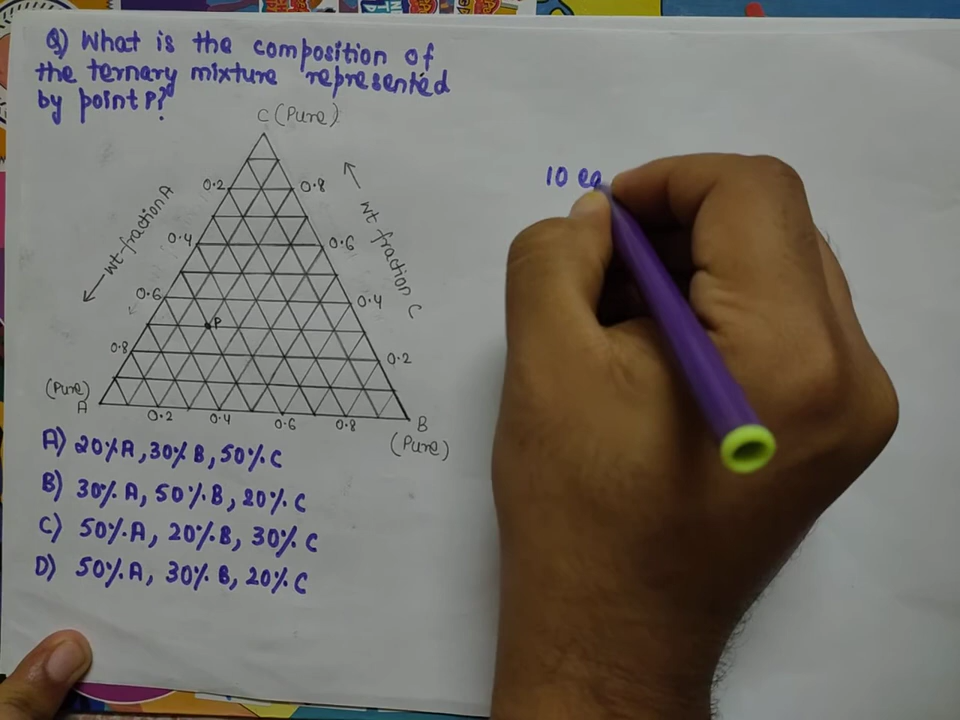 Q) What is the composition of
the ternary mixture represented
by point P?
C (Pure)
0.2 0.8
wt fraction A
wt fraction C
0.4 0.6
0.6 0.4
P
0.8 0.2
(Pure)
A
0.2 0.4 0.6 0.8
B
(Pure)
A) 20% A, 30% B, 50% C
B) 30% A, 50% B, 20% C
C) 50% A, 20% B, 30% C
D) 50% A, 30% B, 20% C
10 eq